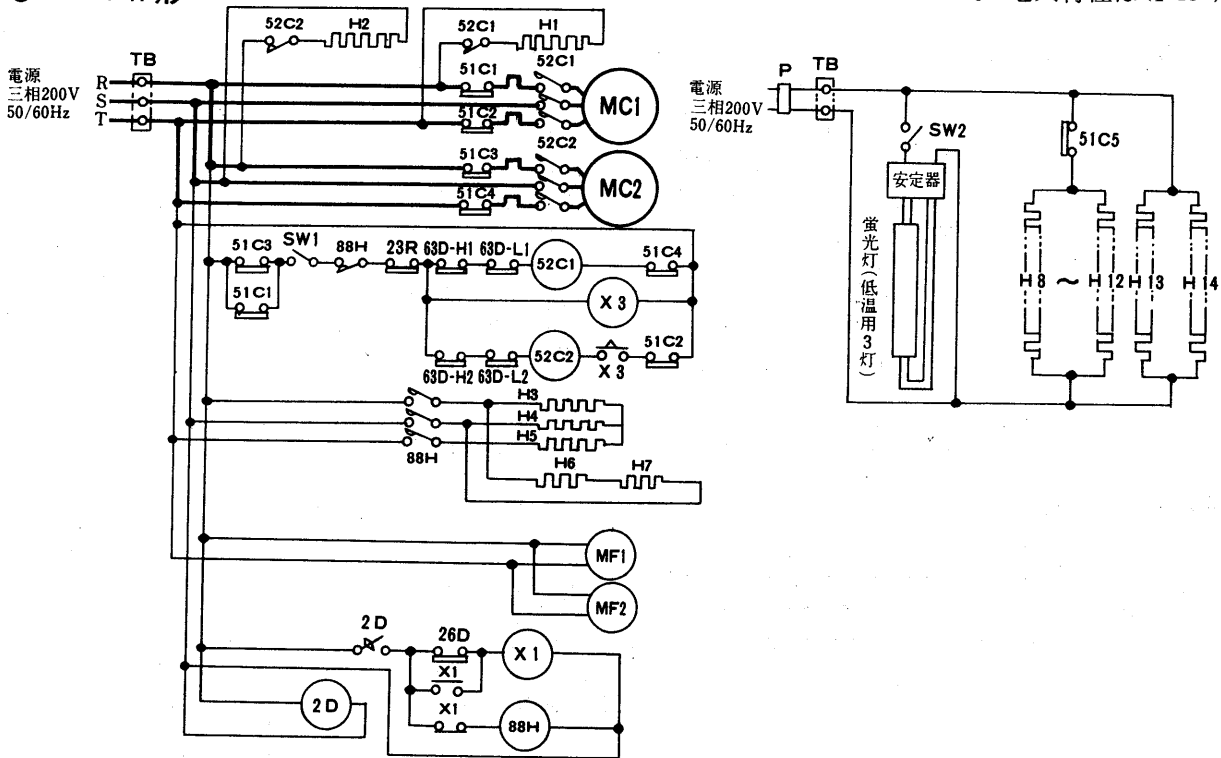 形
52C2
H2
52C1
H1
TB
電源
三相200V
50/60Hz
R
S
T
51C1
52C1
MC1
51C2
52C2
51C3
MC2
51C4
51C3
SW1
88H
23R
63D-H1
63D-L1
52C1
51C4
51C1
X3
63D-H2
63D-L2
52C2
X3
51C2
H3
H4
H5
88H
H6
H7
MF1
MF2
2D
26D
X1
X1
X1
88H
2D
電源
三相200V
50/60Hz
P
TB
SW2
51C5
安定器
蛍光灯(低温用3灯)
H8
～
H12
H13
H14